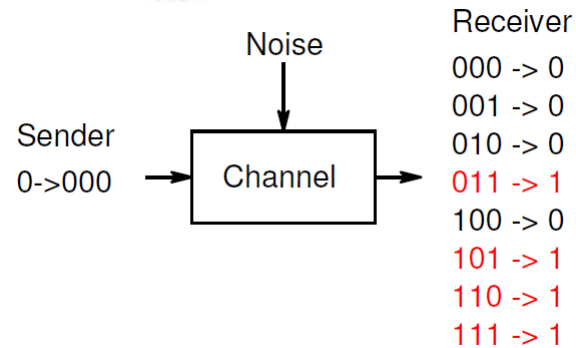 Receiver
Noise
000 -> 0
001 -> 0
Sender
010 -> 0
0->000
Channel
011 -> 1
100 -> 0
101 -> 1
110 -> 1
111 -> 1